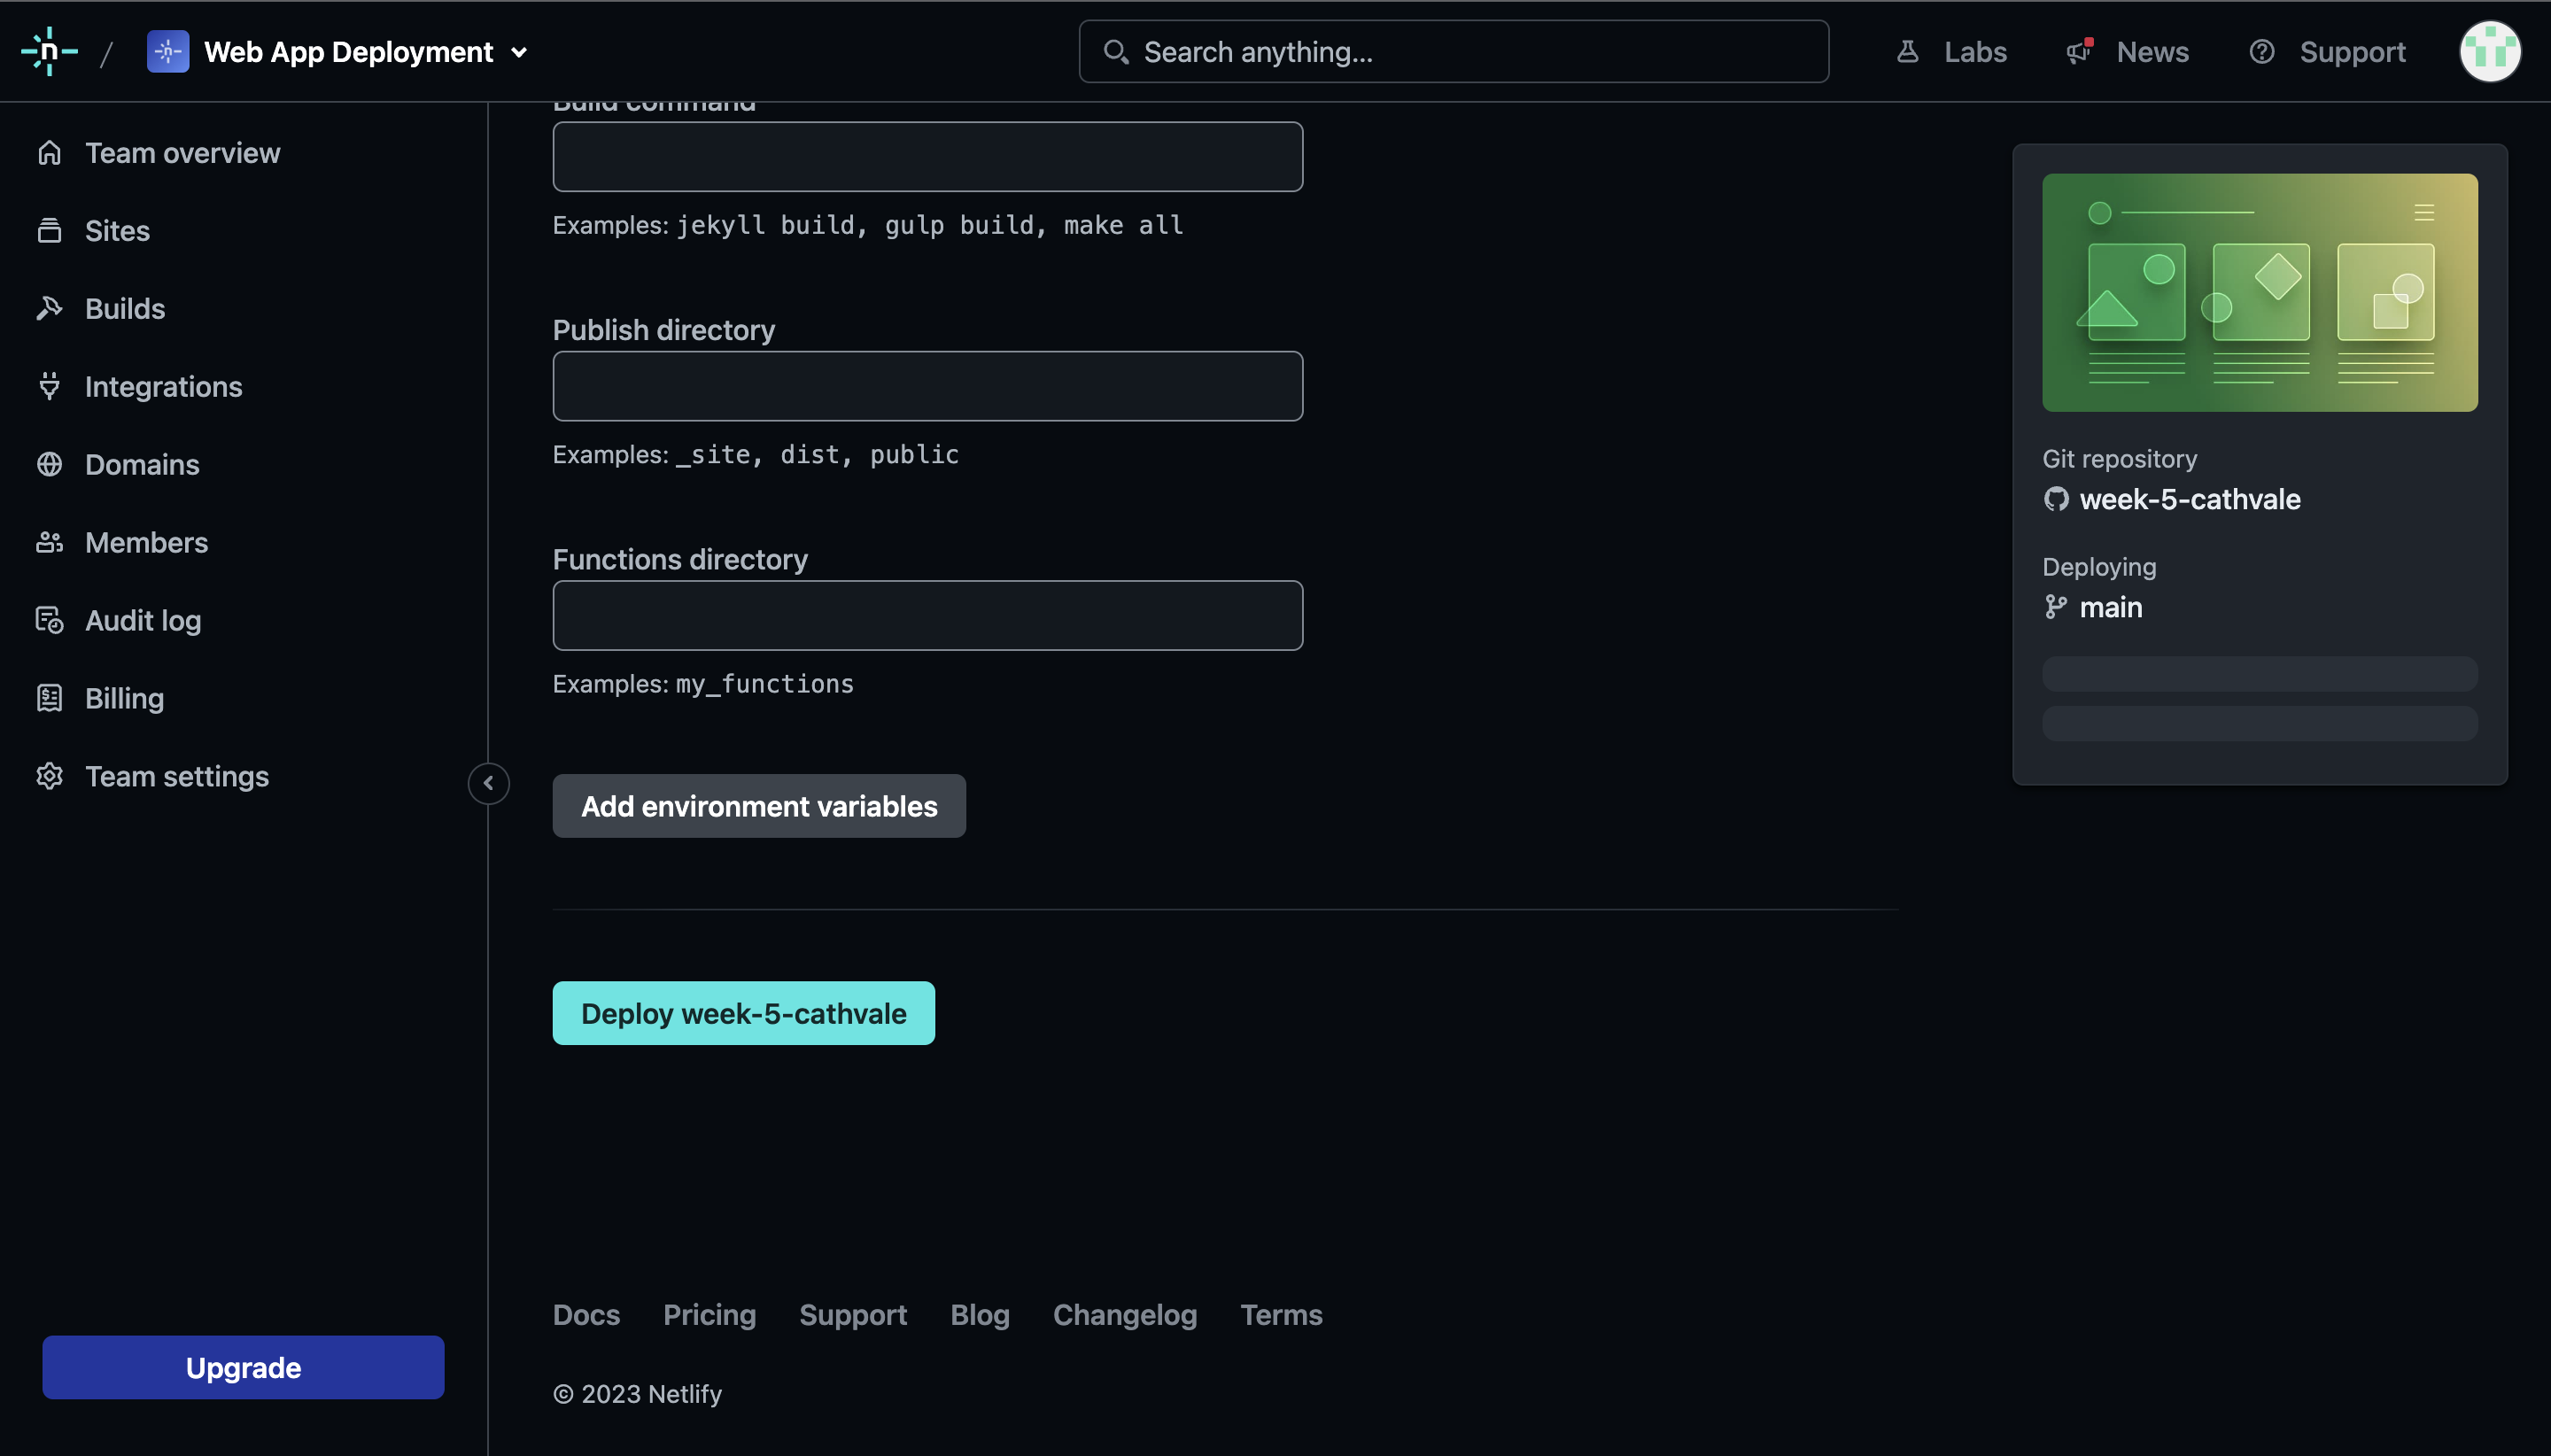 n / Web App Deployment
Search anything...
Labs
News
Support
Team overview
Sites
Builds
Integrations
Domains
Members
Audit log
Billing
Team settings
Upgrade
Build command
Examples: jekyll build, gulp build, make all
Publish directory
Examples: _site, dist, public
Functions directory
Examples: my_functions
Add environment variables
Deploy week-5-cathvale
Git repository
week-5-cathvale
Deploying
main
Docs Pricing Support Blog Changelog Terms
© 2023 Netlify